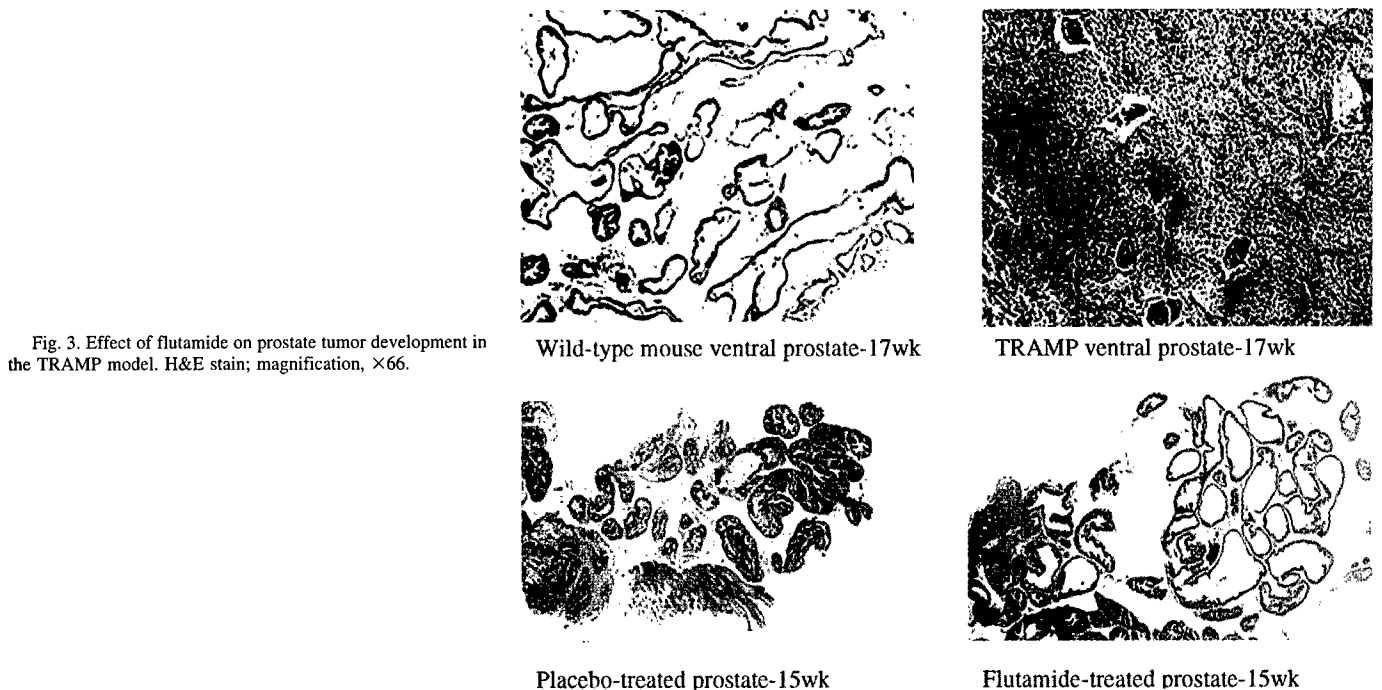 Fig. 3. Effect of flutamide on prostate tumor development in
the TRAMP model. H&E stain; magnification, ×66.
Wild-type mouse ventral prostate-17wk
TRAMP ventral prostate-17wk
Placebo-treated prostate-15wk
Flutamide-treated prostate-15wk